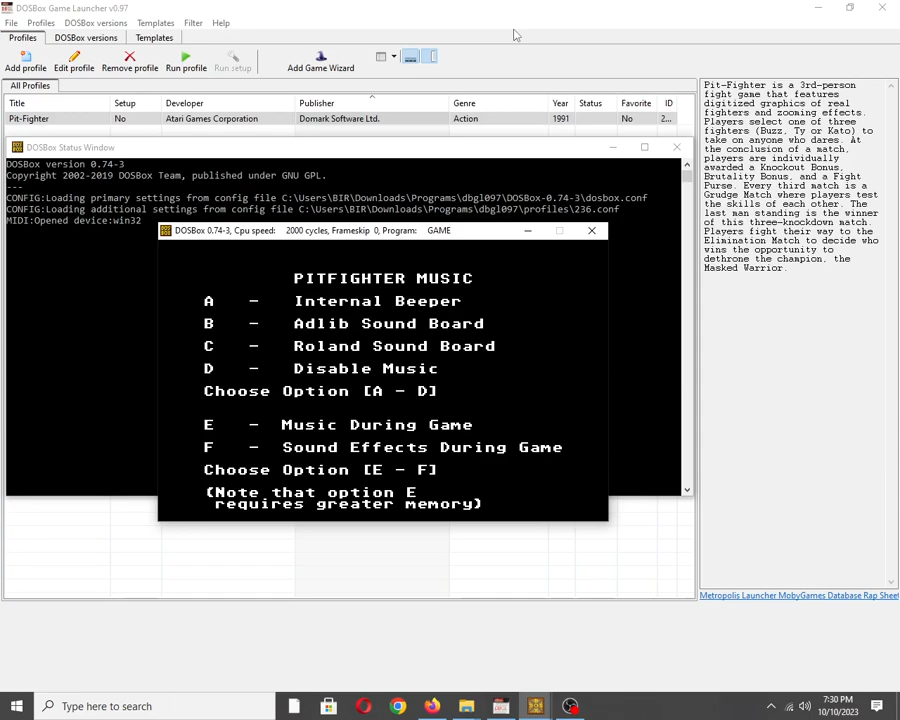 DOSBox Game Launcher v0.97
File Profiles DOSBox versions Templates Filter Help
Profiles DOSBox versions Templates
Add profile Edit profile Remove profile Run profile Run setup Add Game Wizard
All Profiles
Title Setup Developer Publisher Genre Year Status Favorite ID
Pit-Fighter No Atari Games Corporation Domark Software Ltd. Action 1991 No 2...
Pit-Fighter is a 3rd-person
fight game that features
digitized graphics of real
fighters and zooming effects.
Players select one of three
fighters (Buzz, Ty or Kato) to
take on anyone who dares. At
the conclusion of a match,
players are individually
awarded a Knockout Bonus,
Brutality Bonus, and a Fight
Purse. Every third match is a
Grudge Match where players test
the skills of each other. The
last man standing is the winner
of this three-knockdown match.
Players fight their way to the
Elimination Match to decide who
wins the opportunity to
dethrone the champion, the
Masked Warrior.
DOSBox Status Window
DOSBox version 0.74-3
Copyright 2002-2019 DOSBox Team, published under GNU GPL.
---
CONFIG:Loading primary settings from config file C:\Users\BIR\Downloads\Programs\dbgl097\DOSBox-0.74-3\dosbox.conf
CONFIG:Loading additional settings from config file C:\Users\BIR\Downloads\Programs\dbgl097\profiles\236.conf
MIDI:Opened device:win32
DOSBox 0.74-3, Cpu speed: 2000 cycles, Frameskip 0, Program: GAME
PITFIGHTER MUSIC
A - Internal Beeper
B - Adlib Sound Board
C - Roland Sound Board
D - Disable Music
Choose Option [A - D]
E - Music During Game
F - Sound Effects During Game
Choose Option [E - F]
(Note that option E
requires greater memory)
Metropolis Launcher MobyGames Database Rap Sheet
Type here to search
7:30 PM
10/10/2023